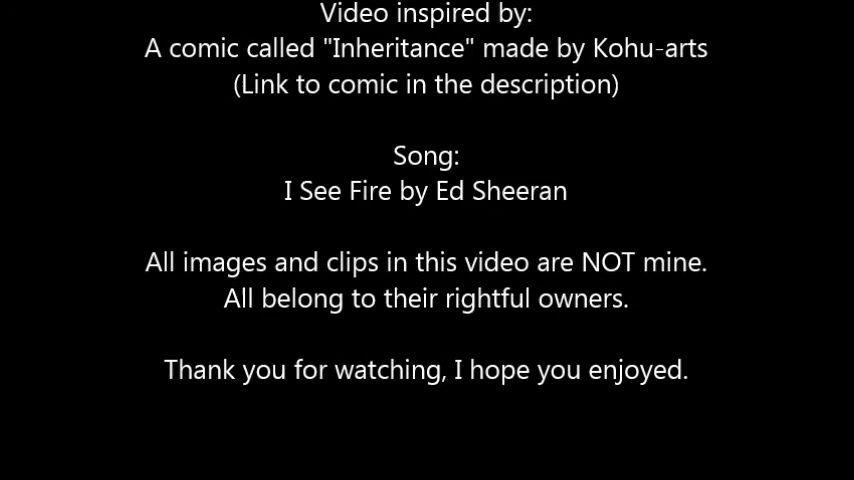 Video inspired by:
A comic called "Inheritance" made by Kohu-arts
(Link to comic in the description)
Song:
I See Fire by Ed Sheeran
All images and clips in this video are NOT mine.
All belong to their rightful owners.
Thank you for watching, I hope you enjoyed.